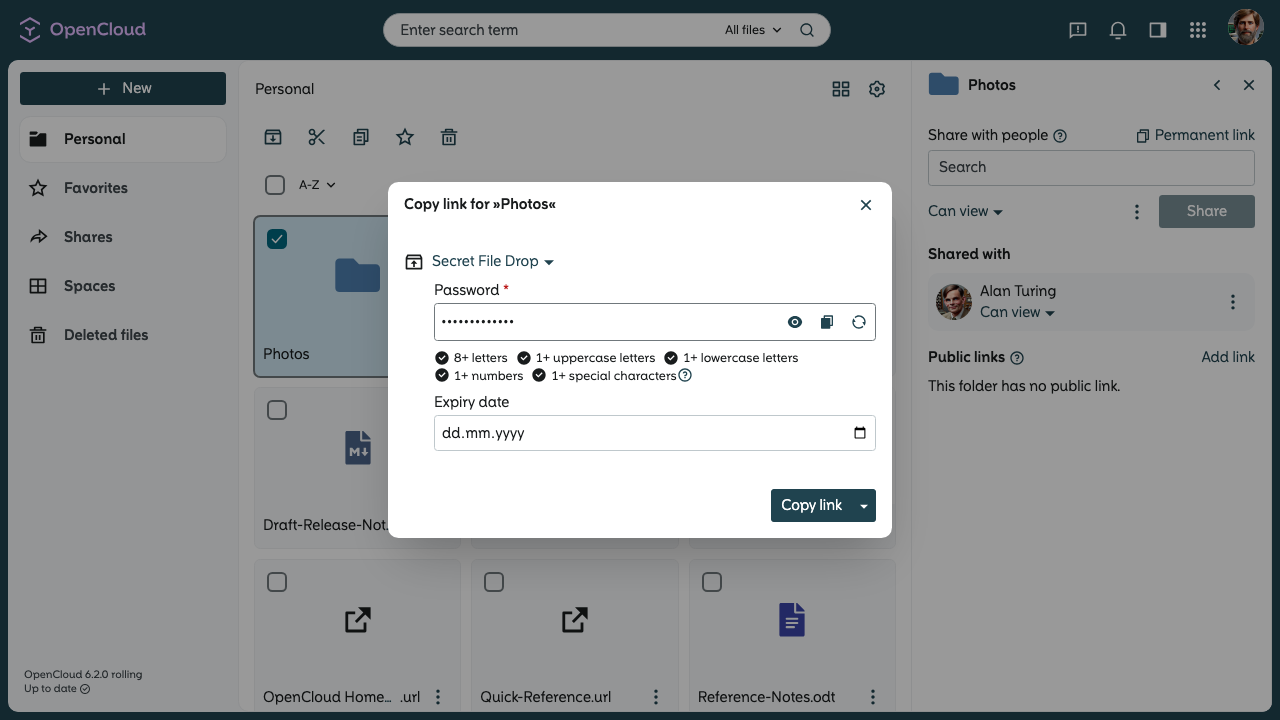 OpenCloud
Enter search term
All files
New
Personal
Favorites
Shares
Spaces
Deleted files
OpenCloud 6.2.0 rolling
Up to date
Personal
A-Z
Photos
Draft-Release-Not
M
OpenCloud Home… .url
Quick-Reference.url
Reference-Notes.odt
Copy link for »Photos«
Secret File Drop
Password *
•••••••••••••
8+ letters 1+ uppercase letters 1+ lowercase letters
1+ numbers 1+ special characters
Expiry date
dd.mm.yyyy
Copy link
Photos
Share with people Permanent link
Search
Can view Share
Shared with
Alan Turing
Can view
Public links Add link
This folder has no public link.